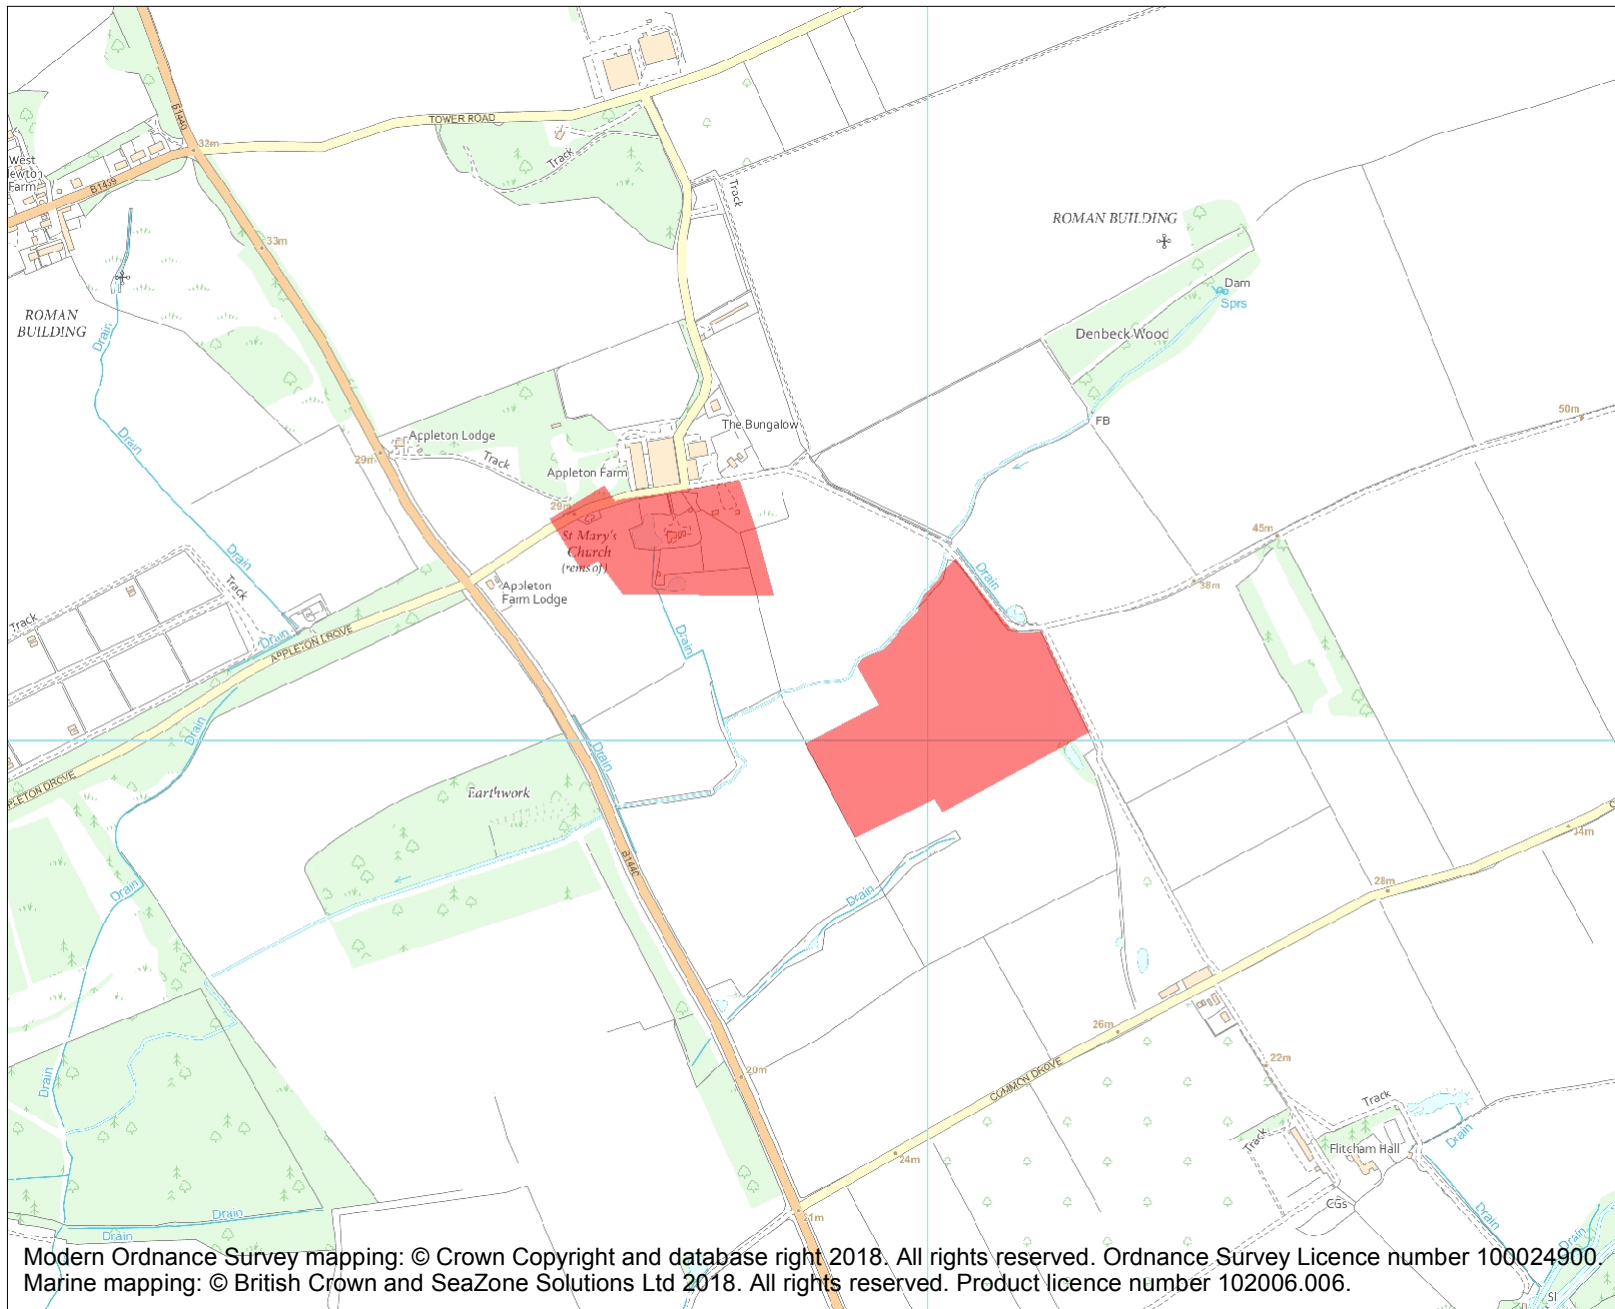 B1440
TOWER ROAD
32m
West
Newton
Farm
B1439
Track
Track
33m
ROMAN BUILDING
ROMAN
BUILDING
Drain
Dam
Sprs
Denbeck Wood
50m
FB
The Bungalow
Appleton Lodge
Drain
29m
Track
Appleton Farm
29m
St Mary's
Church
(rems of)
45m
Drain
Drain
Track
Appleton
Farm Lodge
38m
Track
Drain
APPLETON DROVE
Drain
Drain
Drain
PLETON DROVE
Earthwork
34m
B1440
28m
Drain
Drain
26m
22m
20m
COMMON DROVE
Drain
Track
Track
Drain
Flitcham Hall
24m
CGs
21m
Drain
Drain
Drain
Drain
Sl
Modern Ordnance Survey mapping: © Crown Copyright and database right 2018. All rights reserved. Ordnance Survey Licence number 100024900.
Marine mapping: © British Crown and SeaZone Solutions Ltd 2018. All rights reserved. Product licence number 102006.006.